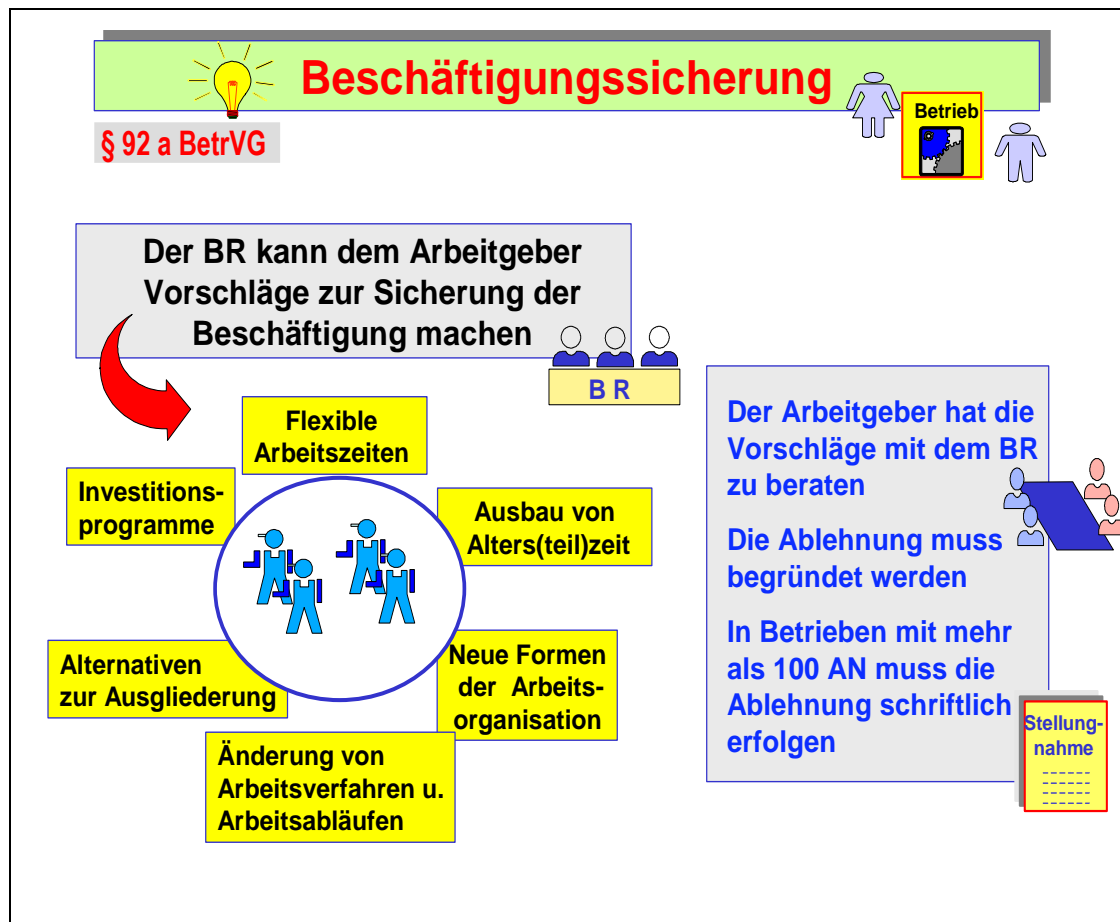 Beschäftigungssicherung
Betrieb
§ 92 a BetrVG
Der BR kann dem Arbeitgeber
Vorschläge zur Sicherung der
Beschäftigung machen
B R
Flexible
Arbeitszeiten
Investitions-
programme
Ausbau von
Alters(teil)zeit
Alternativen
zur Ausgliederung
Neue Formen
der Arbeits-
organisation
Änderung von
Arbeitsverfahren u.
Arbeitsabläufen
Der Arbeitgeber hat die
Vorschläge mit dem BR
zu beraten
Die Ablehnung muss
begründet werden
In Betrieben mit mehr
als 100 AN muss die
Ablehnung schriftlich
erfolgen
Stellung-
nahme